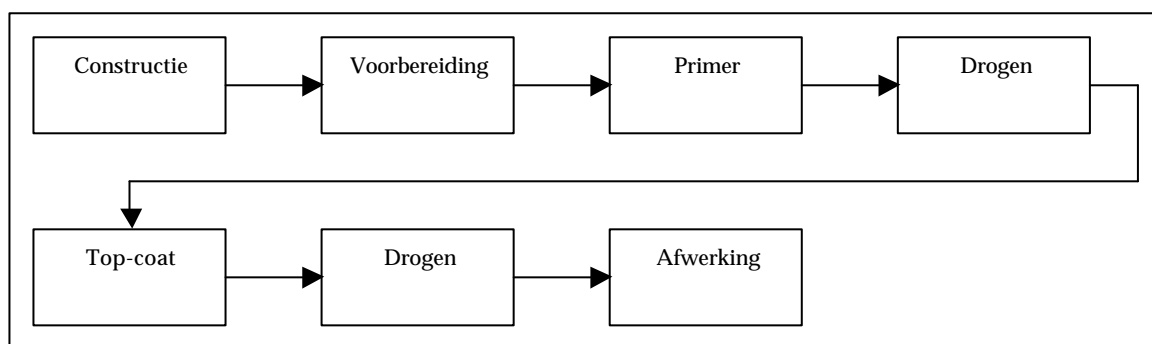 Constructie
Voorbereiding
Primer
Drogen
Top-coat
Drogen
Afwerking